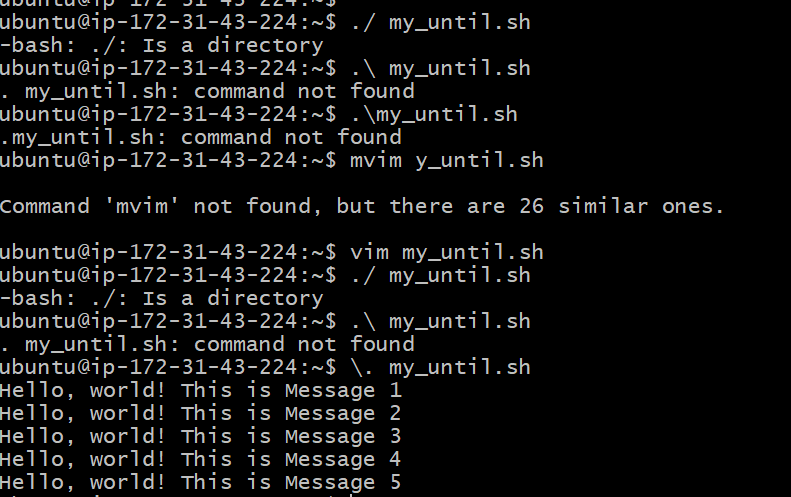 ubuntu@ip-172-31-43-224:~$ ./ my_until.sh
-bash: ./: Is a directory
ubuntu@ip-172-31-43-224:~$ .\ my_until.sh
. my_until.sh: command not found
ubuntu@ip-172-31-43-224:~$ .\my_until.sh
.my_until.sh: command not found
ubuntu@ip-172-31-43-224:~$ mvim y_until.sh
Command 'mvim' not found, but there are 26 similar ones.
ubuntu@ip-172-31-43-224:~$ vim my_until.sh
ubuntu@ip-172-31-43-224:~$ ./ my_until.sh
-bash: ./: Is a directory
ubuntu@ip-172-31-43-224:~$ .\ my_until.sh
. my_until.sh: command not found
ubuntu@ip-172-31-43-224:~$ \. my_until.sh
Hello, world! This is Message 1
Hello, world! This is Message 2
Hello, world! This is Message 3
Hello, world! This is Message 4
Hello, world! This is Message 5